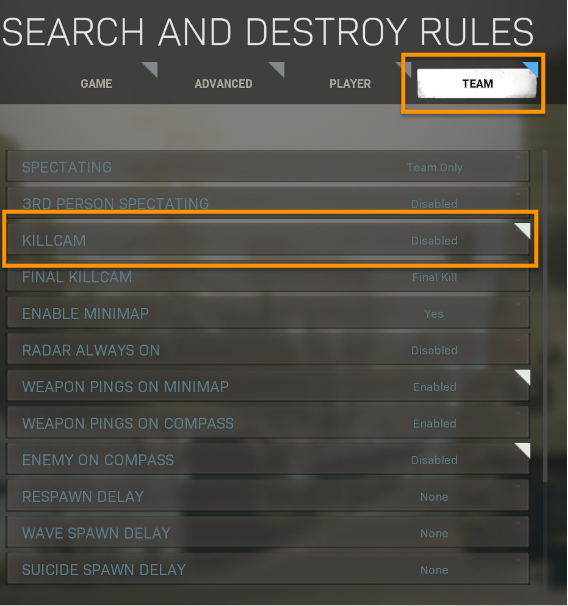 SEARCH AND DESTROY RULES
GAME ADVANCED PLAYER TEAM
SPECTATING Team Only
3RD PERSON SPECTATING Disabled
KILLCAM Disabled
FINAL KILLCAM Final Kill
ENABLE MINIMAP Yes
RADAR ALWAYS ON Disabled
WEAPON PINGS ON MINIMAP Enabled
WEAPON PINGS ON COMPASS Enabled
ENEMY ON COMPASS Disabled
RESPAWN DELAY None
WAVE SPAWN DELAY None
SUICIDE SPAWN DELAY None